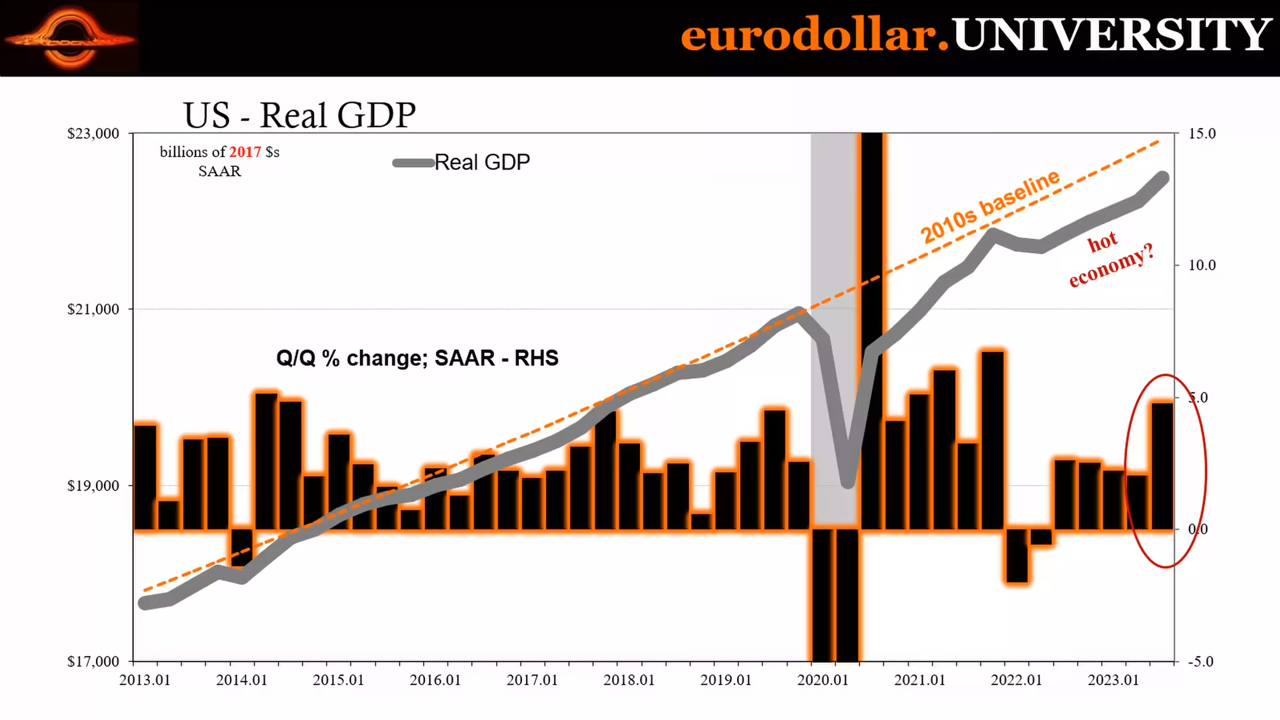 eurodollar.UNIVERSITY
US - Real GDP
billions of 2017 $s
SAAR
Real GDP
$23,000
$21,000
$19,000
$17,000
15.0
10.0
5.0
0.0
-5.0
2010s baseline
hot
economy?
Q/Q % change; SAAR - RHS
2013.01 2014.01 2015.01 2016.01 2017.01 2018.01 2019.01 2020.01 2021.01 2022.01 2023.01